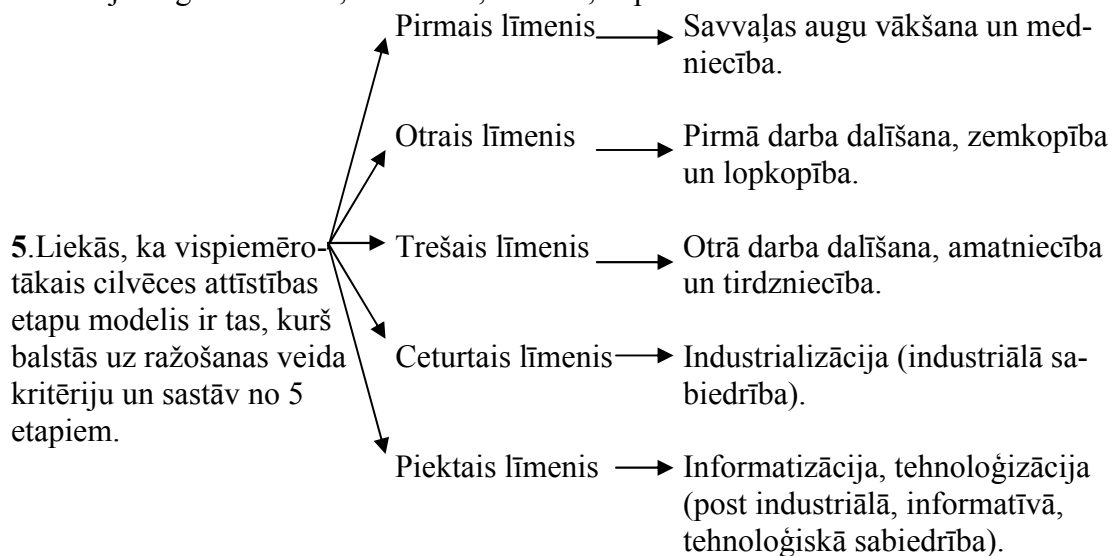 Pirmais līmenis
Savvaļas augu vākšana un med-
niecība.
Otrais līmenis
Pirmā darba dalīšana, zemkopība
un lopkopība.
5.Liekās, ka vispiemēro-
tākais cilvēces attīstības
etapu modelis ir tas, kurš
balstās uz ražošanas veida
kritēriju un sastāv no 5
etapiem.
Trešais līmenis
Otrā darba dalīšana, amatniecība
un tirdzniecība.
Ceturtais līmenis
Industrializācija (industriālā sa-
biedrība).
Piektais līmenis
Informatizācija, tehnoloģizācija
(post industriālā, informatīvā,
tehnoloģiskā sabiedrība).